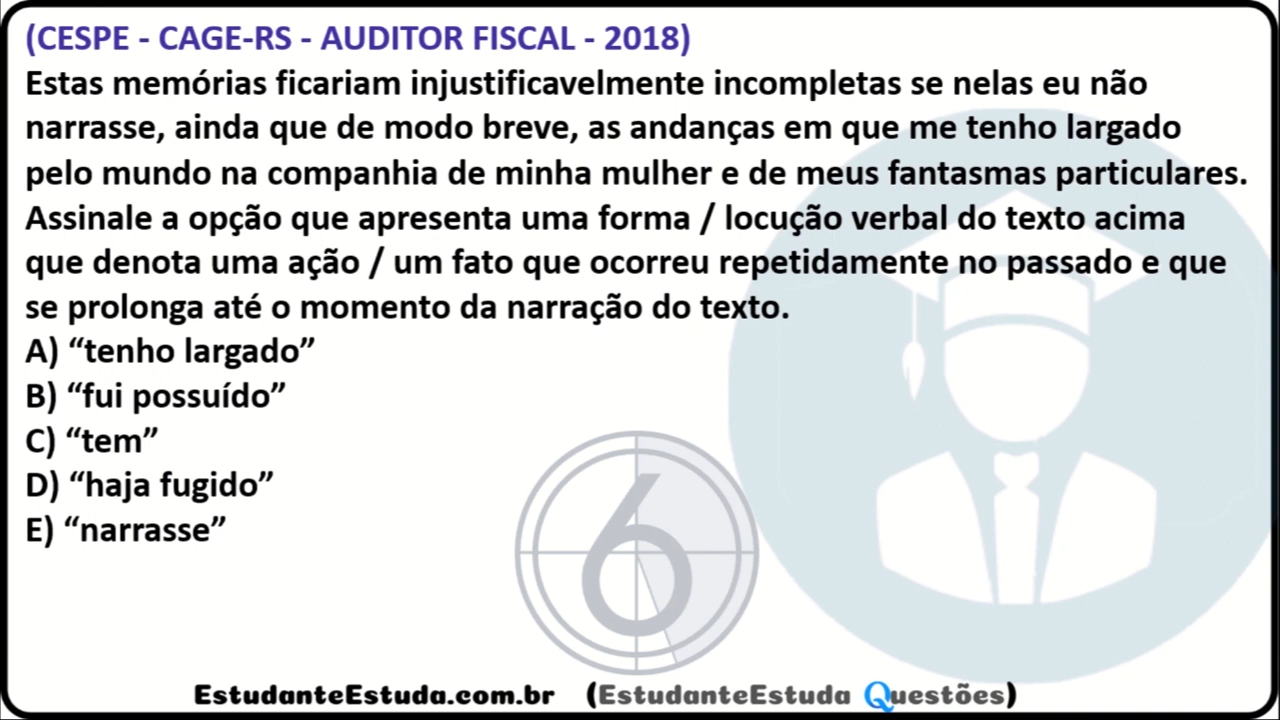 (CESPE - CAGE-RS - AUDITOR FISCAL - 2018)
Estas memórias ficariam injustificavelmente incompletas se nelas eu não
narrasse, ainda que de modo breve, as andanças em que me tenho largado
pelo mundo na companhia de minha mulher e de meus fantasmas particulares.
Assinale a opção que apresenta uma forma / locução verbal do texto acima
que denota uma ação / um fato que ocorreu repetidamente no passado e que
se prolonga até o momento da narração do texto.
A) “tenho largado”
B) “fui possuído”
C) “tem”
D) “haja fugido”
E) “narrasse”
6
EstudanteEstuda.com.br (EstudanteEstuda Questões)